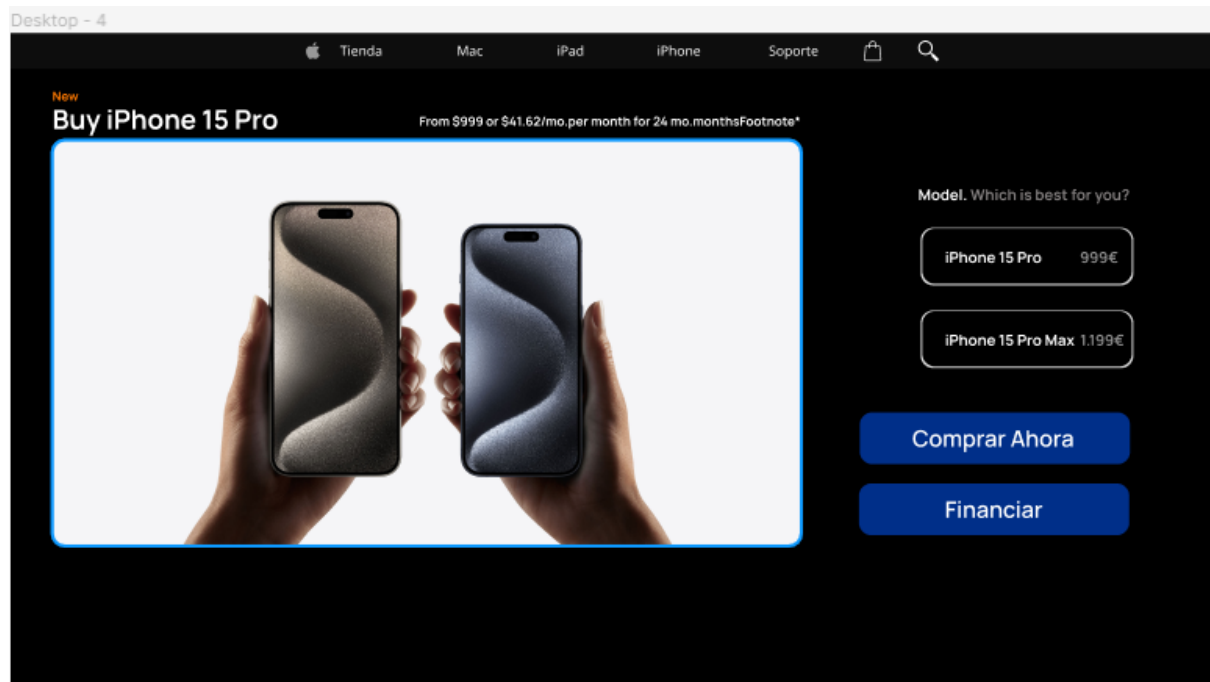 Desktop - 4
Tienda Mac iPad iPhone Soporte
New
Buy iPhone 15 Pro
From $999 or $41.62/mo.per month for 24 mo.monthsFootnote*
Model. Which is best for you?
iPhone 15 Pro 999€
iPhone 15 Pro Max 1.199€
Comprar Ahora
Financiar